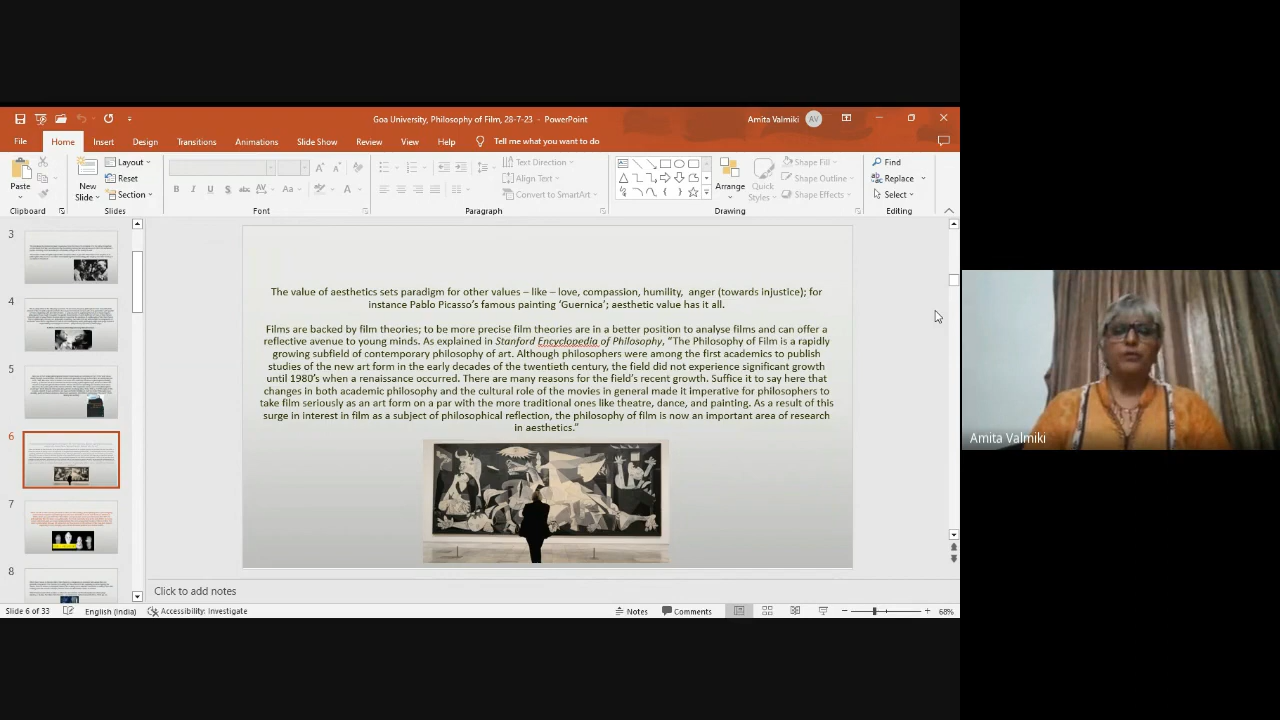 Goa University, Philosophy of Film, 28-7-23 - PowerPoint
Amita Valmiki
AV
File
Home
Insert
Design
Transitions
Animations
Slide Show
Review
View
Help
Tell me what you want to do
Paste
New
Slide
Layout
Reset
Section
B I U S abc AV Aa A
Text Direction
Align Text
Convert to SmartArt
Arrange
Quick
Styles
Shape Fill
Shape Outline
Shape Effects
Find
Replace
Select
Clipboard
Slides
Font
Paragraph
Drawing
Editing
3
4
5
6
7
8
The value of aesthetics sets paradigm for other values – like – love, compassion, humility, anger (towards injustice); for
instance Pablo Picasso's famous painting 'Guernica'; aesthetic value has it all.
Films are backed by film theories; to be more precise film theories are in a better position to analyse films and can offer a
reflective avenue to young minds. As explained in Stanford Encyclopedia of Philosophy, "The Philosophy of Film is a rapidly
growing subfield of contemporary philosophy of art. Although philosophers were among the first academics to publish
studies of the new art form in the early decades of the twentieth century, the field did not experience significant growth
until 1980's when a renaissance occurred. There are many reasons for the field's recent growth. Suffice it to say here that
changes in both academic philosophy and the cultural role of the movies in general made it imperative for philosophers to
take film seriously as an art form on a par with the more traditional ones like theatre, dance, and painting. As a result of this
surge in interest in film as a subject of philosophical reflection, the philosophy of film is now an important area of research
in aesthetics."
Click to add notes
Slide 6 of 33
English (India)
Accessibility: Investigate
Notes
Comments
68%
Amita Valmiki